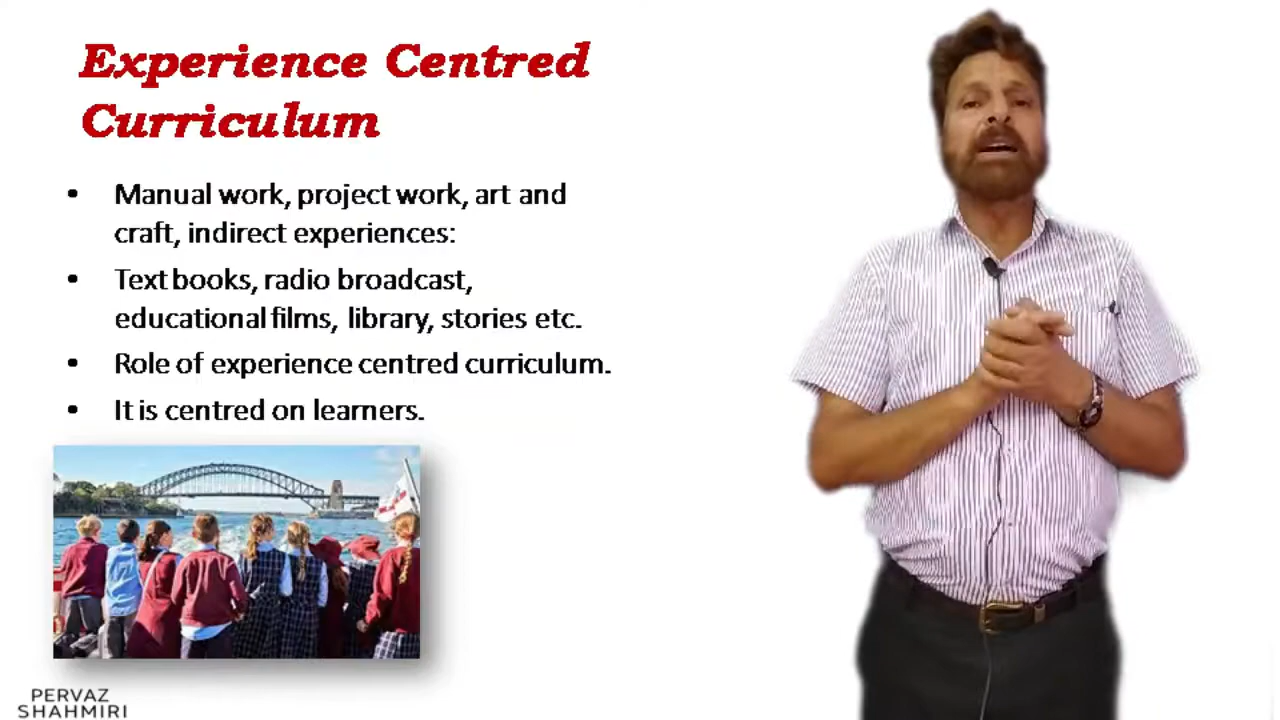 Experience Centred
Curriculum
• Manual work, project work, art and
craft, indirect experiences:
• Text books, radio broadcast,
educational films, library, stories etc.
• Role of experience centred curriculum.
• It is centred on learners.
PERVAZ
SHAHMIRI